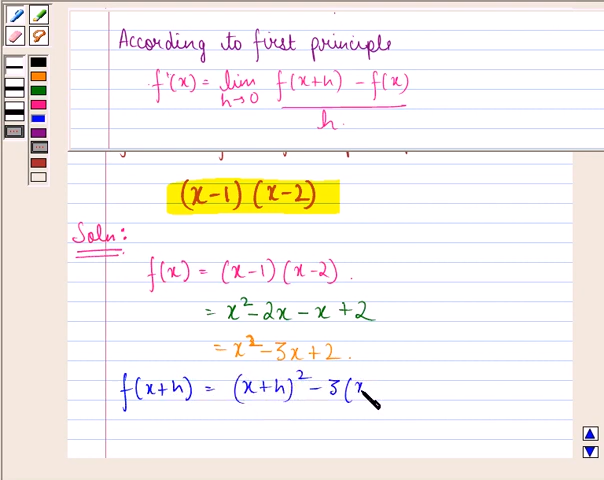 According to first principle
f'(x) = lim h→0 f(x+h) - f(x) / h.
(x-1) (x-2)
Soln:
f(x) = (x-1) (x-2).
= x² - 2x - x + 2
= x² - 3x + 2.
f(x+h) = (x+h)² - 3(x